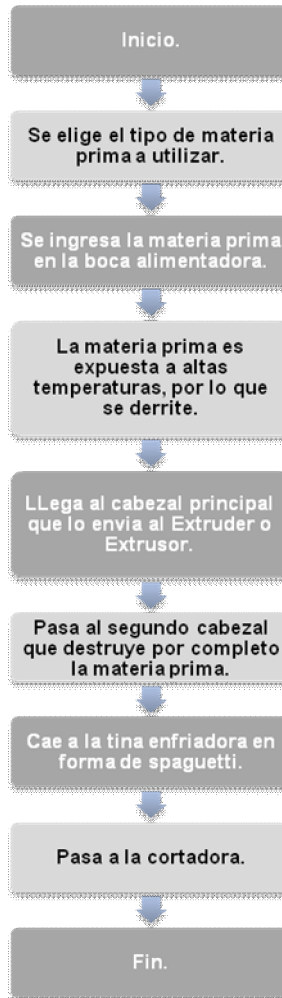 Inicio.
Se elige el tipo de materia
prima a utilizar.
Se ingresa la materia prima
en la boca alimentadora.
La materia prima es
expuesta a altas
temperaturas, por lo que
se derrite.
LLega al cabezal principal
que lo envia al Extruder o
Extrusor.
Pasa al segundo cabezal
que destruye por completo
la materia prima.
Cae a la tina enfriadora en
forma de spaguetti.
Pasa a la cortadora.
Fin.